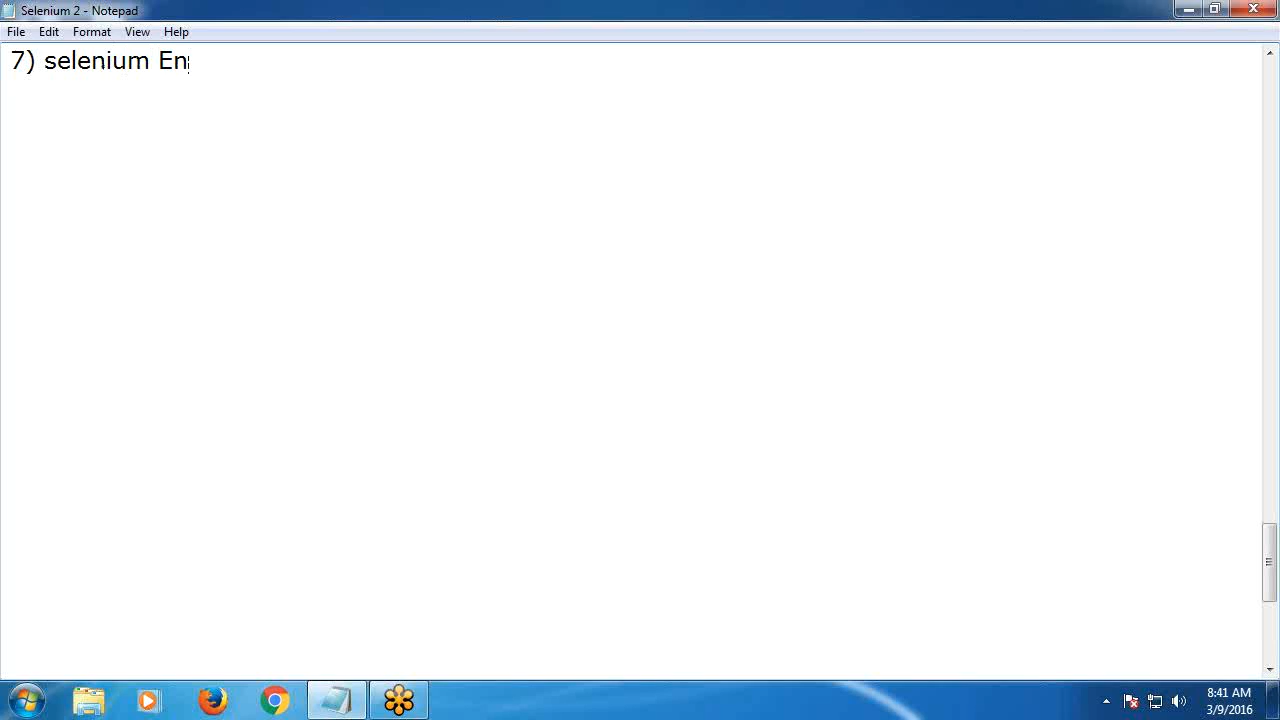 Selenium 2 - Notepad
File Edit Format View Help
7) selenium En
8:41 AM
3/9/2016